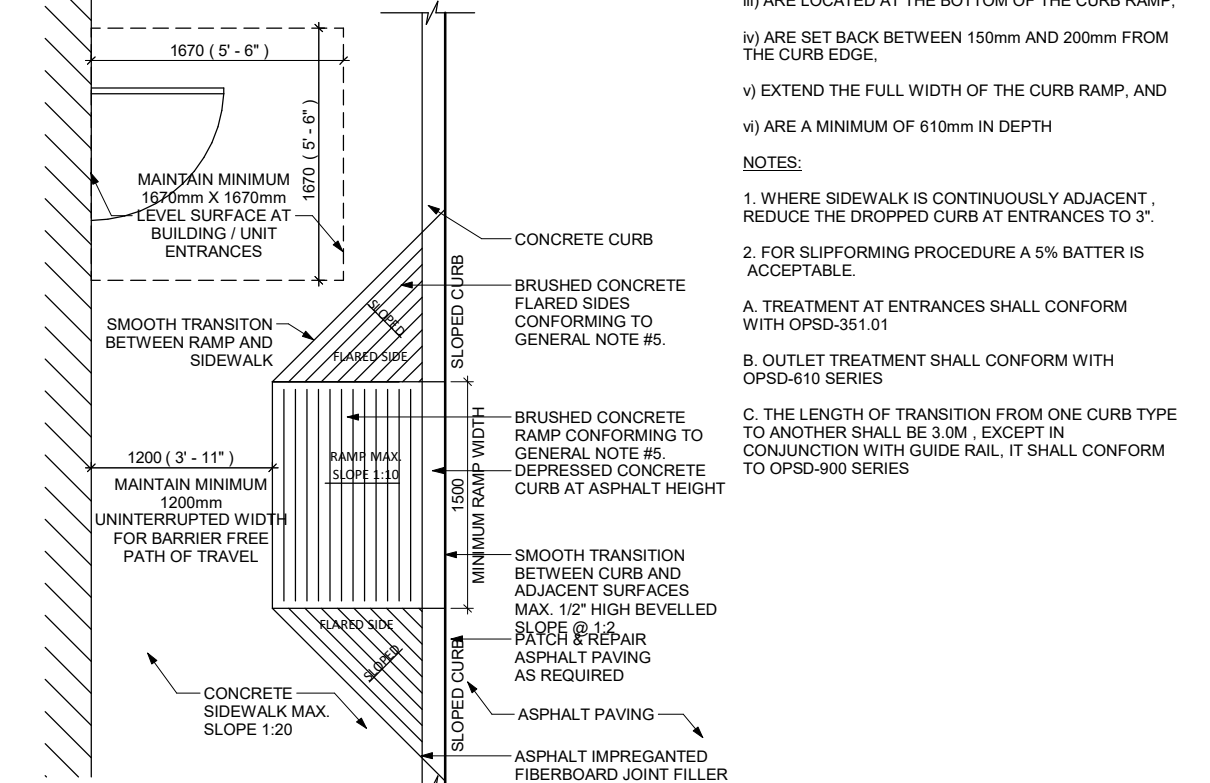 1670 ( 5' - 6" )
1670 ( 5' - 6" )
MAINTAIN MINIMUM
1670mm X 1670mm
LEVEL SURFACE AT
BUILDING / UNIT
ENTRANCES
SMOOTH TRANSITON
BETWEEN RAMP AND
SIDEWALK
1200 ( 3' - 11" )
MAINTAIN MINIMUM
1200mm
UNINTERRUPTED WIDTH
FOR BARRIER FREE
PATH OF TRAVEL
CONCRETE
SIDEWALK MAX.
SLOPE 1:20
SLOPED
FLARED SIDE
RAMP MAX.
SLOPE 1:10
FLARED SIDE
SLOPED
SLOPED CURB
1500
MINIMUM RAMP WIDTH
SLOPED CURB
CONCRETE CURB
BRUSHED CONCRETE
FLARED SIDES
CONFORMING TO
GENERAL NOTE #5.
BRUSHED CONCRETE
RAMP CONFORMING TO
GENERAL NOTE #5.
DEPRESSED CONCRETE
CURB AT ASPHALT HEIGHT
SMOOTH TRANSITION
BETWEEN CURB AND
ADJACENT SURFACES
MAX. 1/2" HIGH BEVELLED
SLOPE @ 1:2
PATCH & REPAIR
ASPHALT PAVING
AS REQUIRED
ASPHALT PAVING
ASPHALT IMPREGANTED
FIBERBOARD JOINT FILLER
iii) ARE LOCATED AT THE BOTTOM OF THE CURB RAMP,
iv) ARE SET BACK BETWEEN 150mm AND 200mm FROM
THE CURB EDGE,
v) EXTEND THE FULL WIDTH OF THE CURB RAMP, AND
vi) ARE A MINIMUM OF 610mm IN DEPTH
NOTES:
1. WHERE SIDEWALK IS CONTINUOUSLY ADJACENT ,
REDUCE THE DROPPED CURB AT ENTRANCES TO 3".
2. FOR SLIPFORMING PROCEDURE A 5% BATTER IS
ACCEPTABLE.
A. TREATMENT AT ENTRANCES SHALL CONFORM
WITH OPSD-351.01
B. OUTLET TREATMENT SHALL CONFORM WITH
OPSD-610 SERIES
C. THE LENGTH OF TRANSITION FROM ONE CURB TYPE
TO ANOTHER SHALL BE 3.0M , EXCEPT IN
CONJUNCTION WITH GUIDE RAIL, IT SHALL CONFORM
TO OPSD-900 SERIES